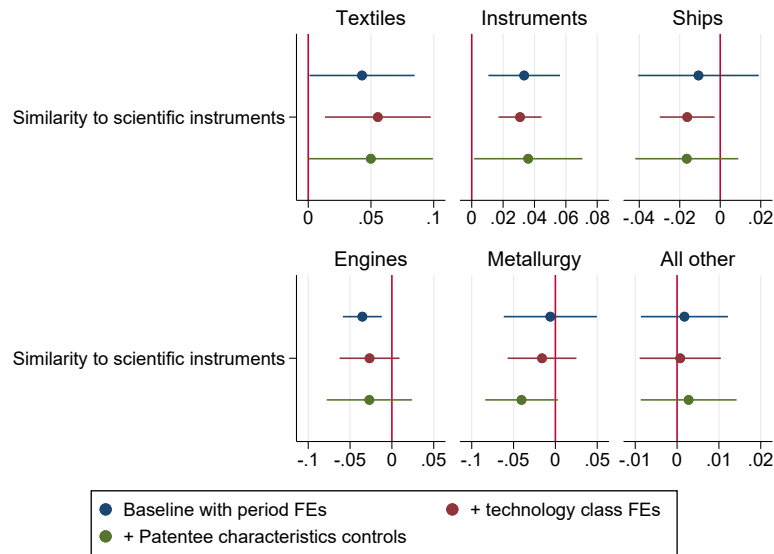 Textiles Instruments Ships
Similarity to scientific instruments
0 .05 .1 0 .02 .04 .06 .08 -.04 -.02 0 .02
Engines Metallurgy All other
Similarity to scientific instruments
-.1 -.05 0 .05 -.1 -.05 0 .05 -.01 0 .01 .02
Baseline with period FEs + technology class FEs
+ Patentee characteristics controls